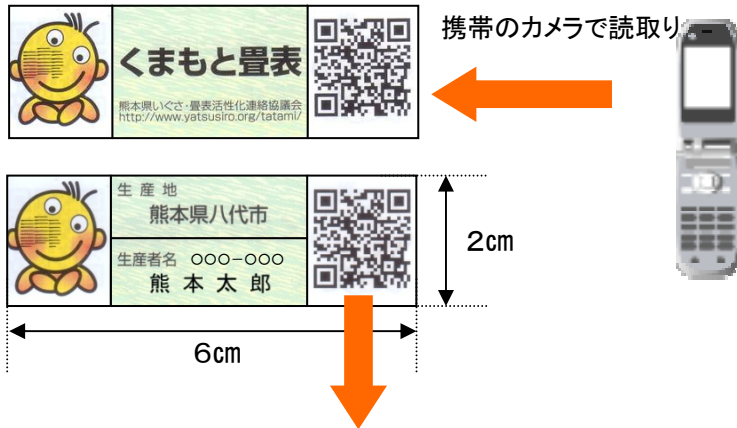 携帯のカメラで読取り
くまもと畳表
熊本県いぐさ・畳表活性化連絡協議会
http://www.yatsusiro.org/tatami/
生 産 地
熊本県八代市
生産者名 ○○○-○○○
熊 本 太 郎
2㎝
6㎝